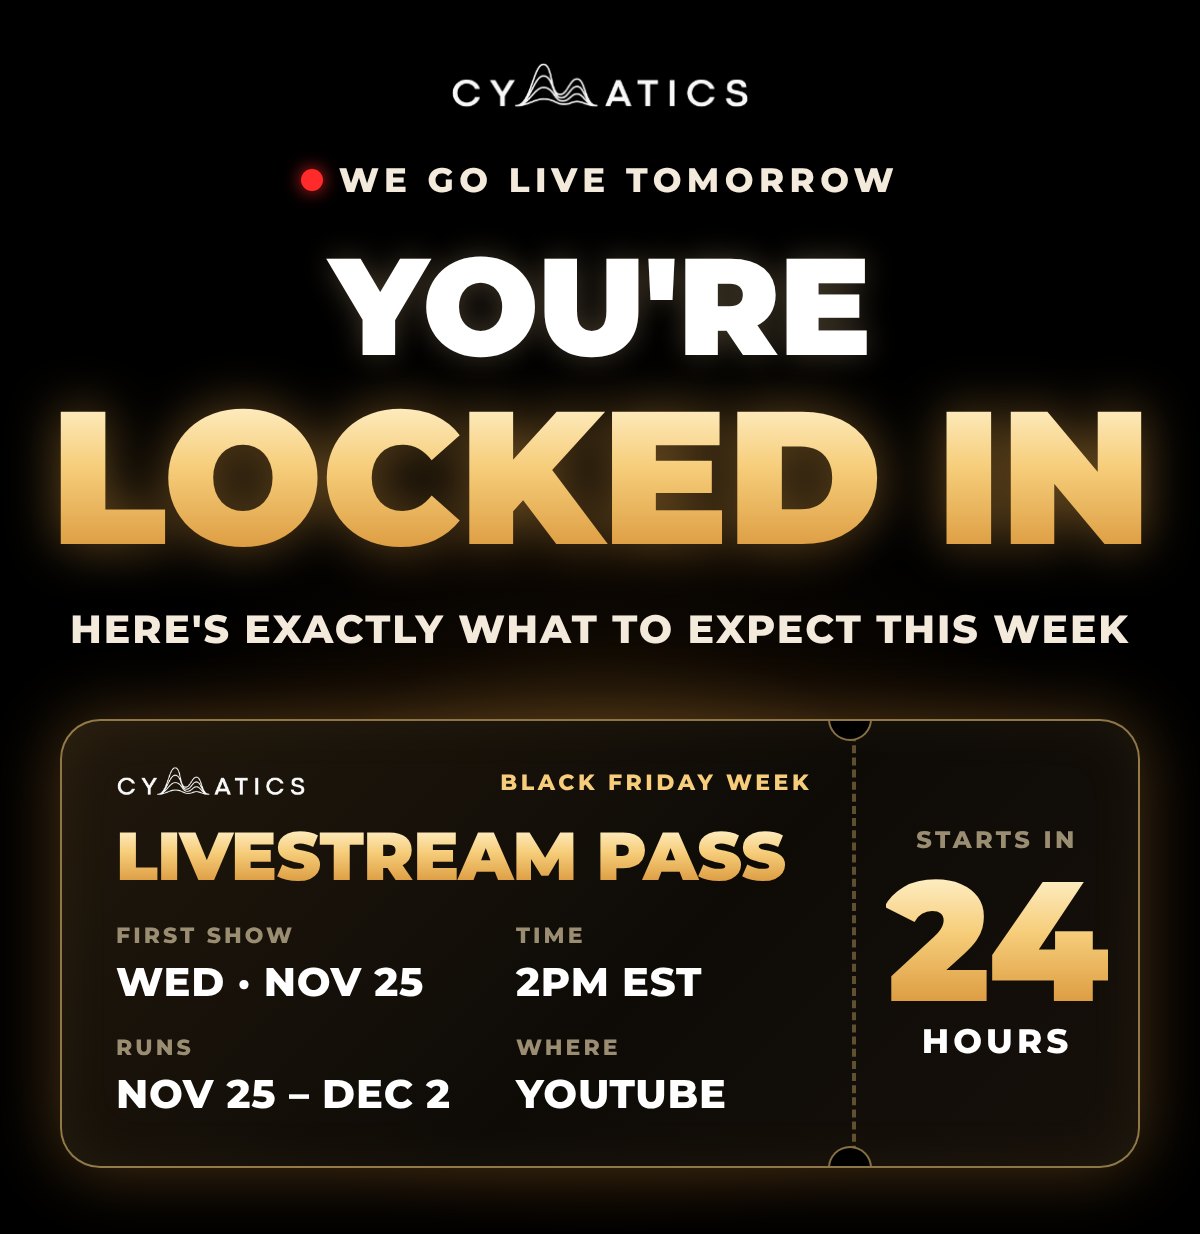 CYMATICS
WE GO LIVE TOMORROW
YOU'RE
LOCKED IN
HERE'S EXACTLY WHAT TO EXPECT THIS WEEK
CYMATICS
BLACK FRIDAY WEEK
LIVESTREAM PASS
FIRST SHOW
WED · NOV 25
TIME
2PM EST
RUNS
NOV 25 – DEC 2
WHERE
YOUTUBE
STARTS IN
24
HOURS